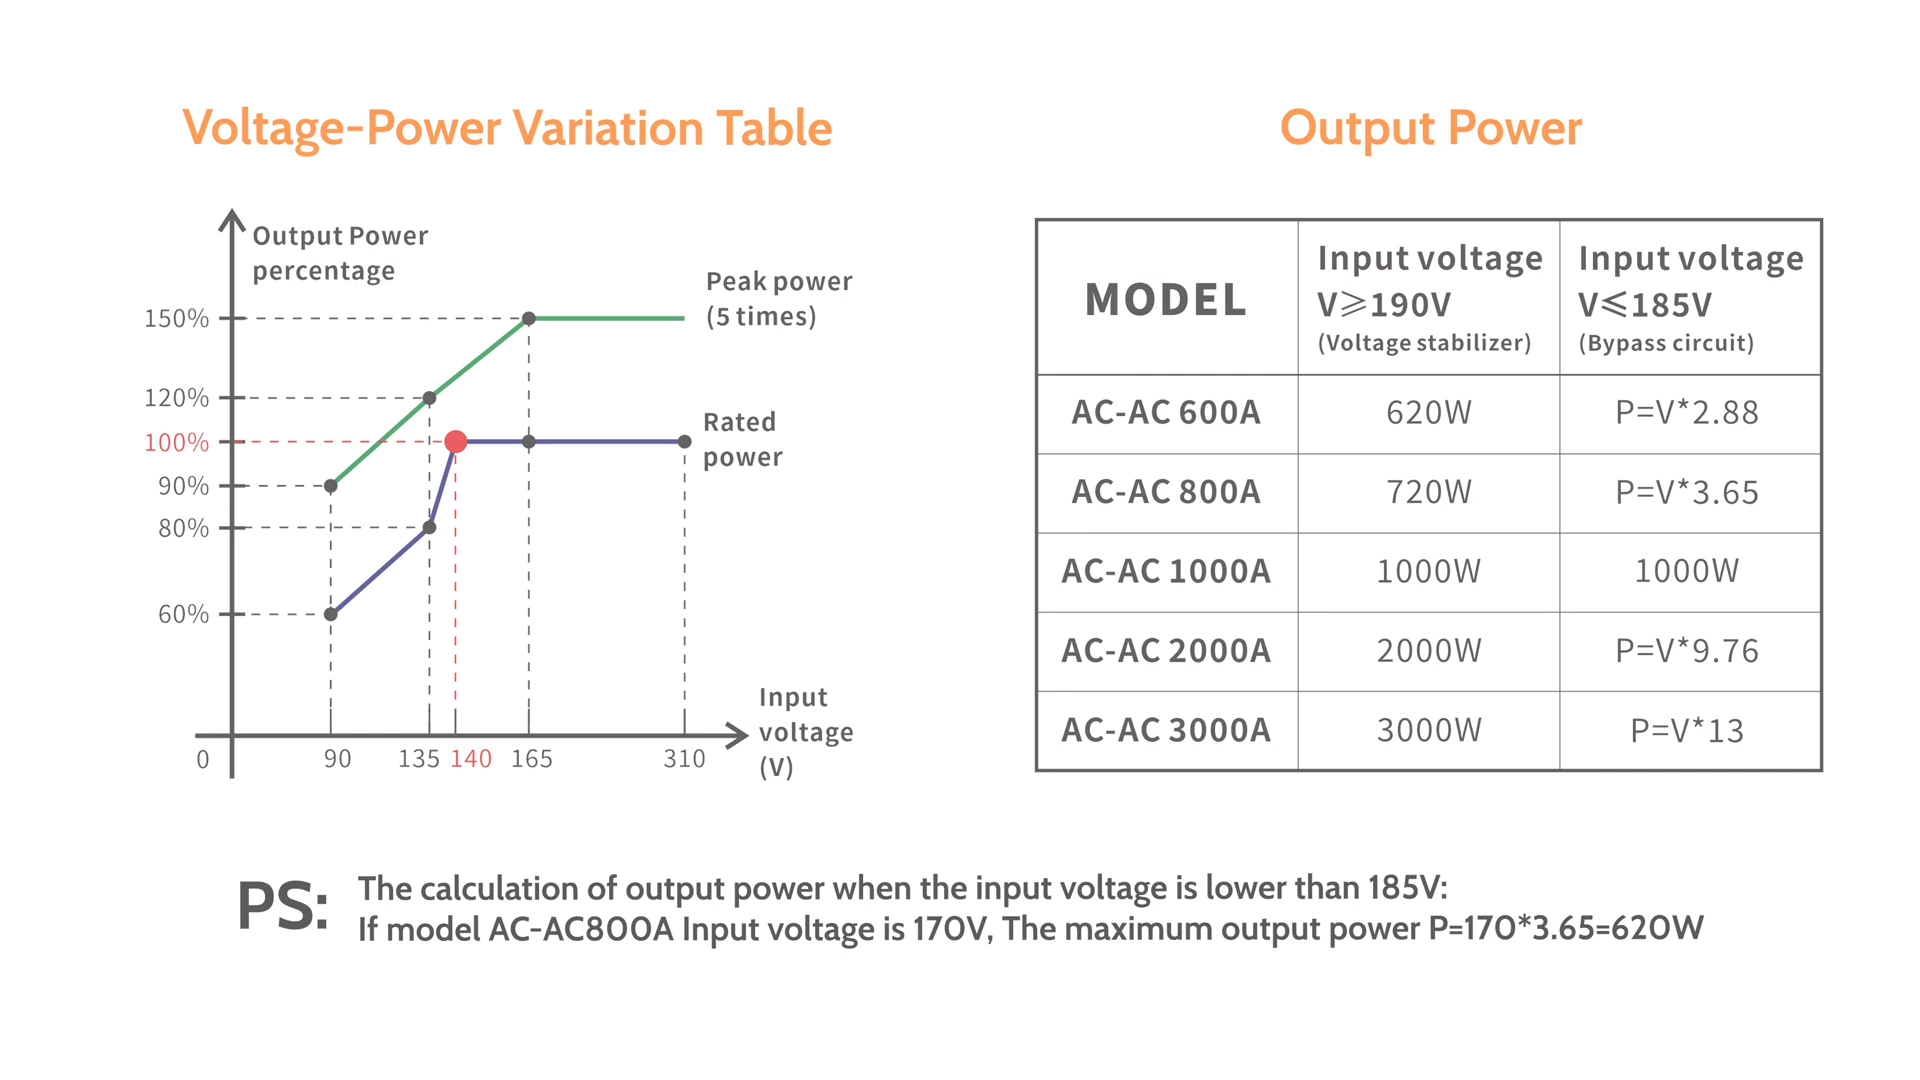 Voltage-Power Variation Table
Output Power
percentage
150%
120%
100%
90%
80%
60%
Peak power
(5 times)
Rated
power
Input
voltage
(V)
0 90 135 140 165 310
Output Power
MODEL
Input voltage
V⩾190V
(Voltage stabilizer)
Input voltage
V⩽185V
(Bypass circuit)
AC-AC 600A 620W P=V*2.88
AC-AC 800A 720W P=V*3.65
AC-AC 1000A 1000W 1000W
AC-AC 2000A 2000W P=V*9.76
AC-AC 3000A 3000W P=V*13
PS:
The calculation of output power when the input voltage is lower than 185V:
If model AC-AC800A Input voltage is 170V, The maximum output power P=170*3.65=620W